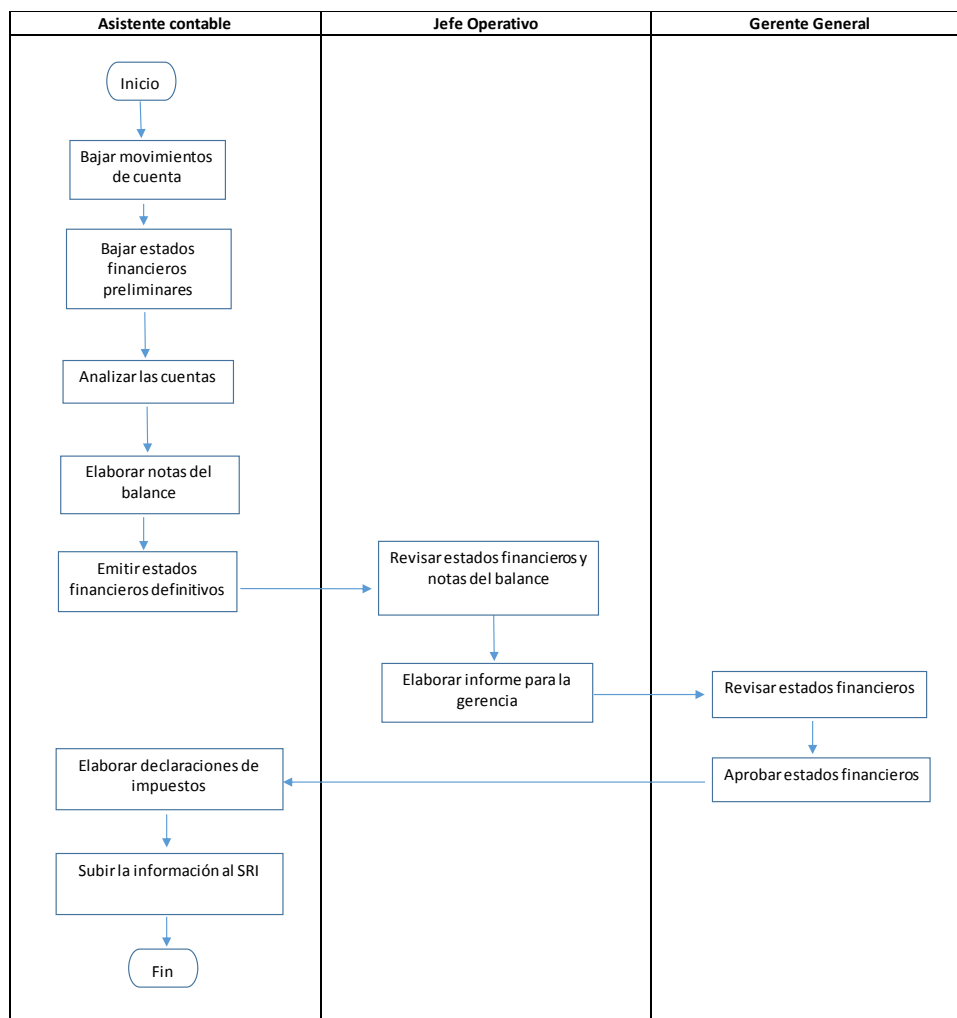 Asistente contable
Jefe Operativo
Gerente General
Inicio
Bajar movimientos
de cuenta
Bajar estados
financieros
preliminares
Analizar las cuentas
Elaborar notas del
balance
Emitir estados
financieros definitivos
Revisar estados financieros y
notas del balance
Elaborar informe para la
gerencia
Revisar estados financieros
Aprobar estados financieros
Elaborar declaraciones de
impuestos
Subir la información al SRI
Fin